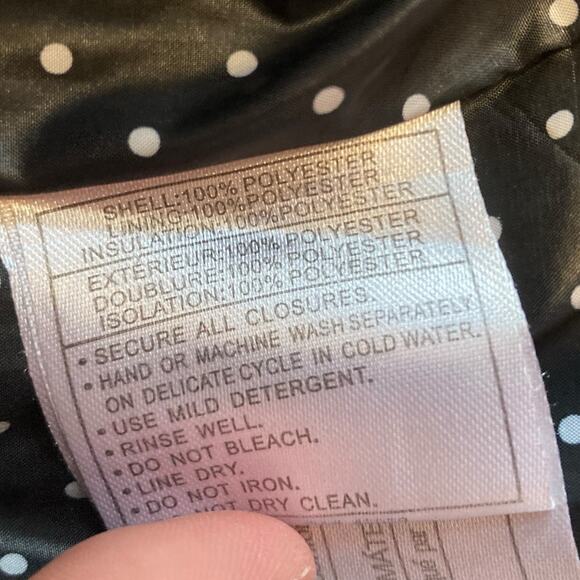 SHELL:100% POLYESTER
LINING:100% POLYESTER
INSULATION:100% POLYESTER
EXTÉRIEUR:100% POLYESTER
DOUBLURE:100% POLYESTER
ISOLATION:100% POLYESTER
• SECURE ALL CLOSURES.
• HAND OR MACHINE WASH SEPARATELY
ON DELICATE CYCLE IN COLD WATER.
• USE MILD DETERGENT.
• RINSE WELL.
• DO NOT BLEACH.
• LINE DRY.
• DO NOT IRON.
NOT DRY CLEAN.